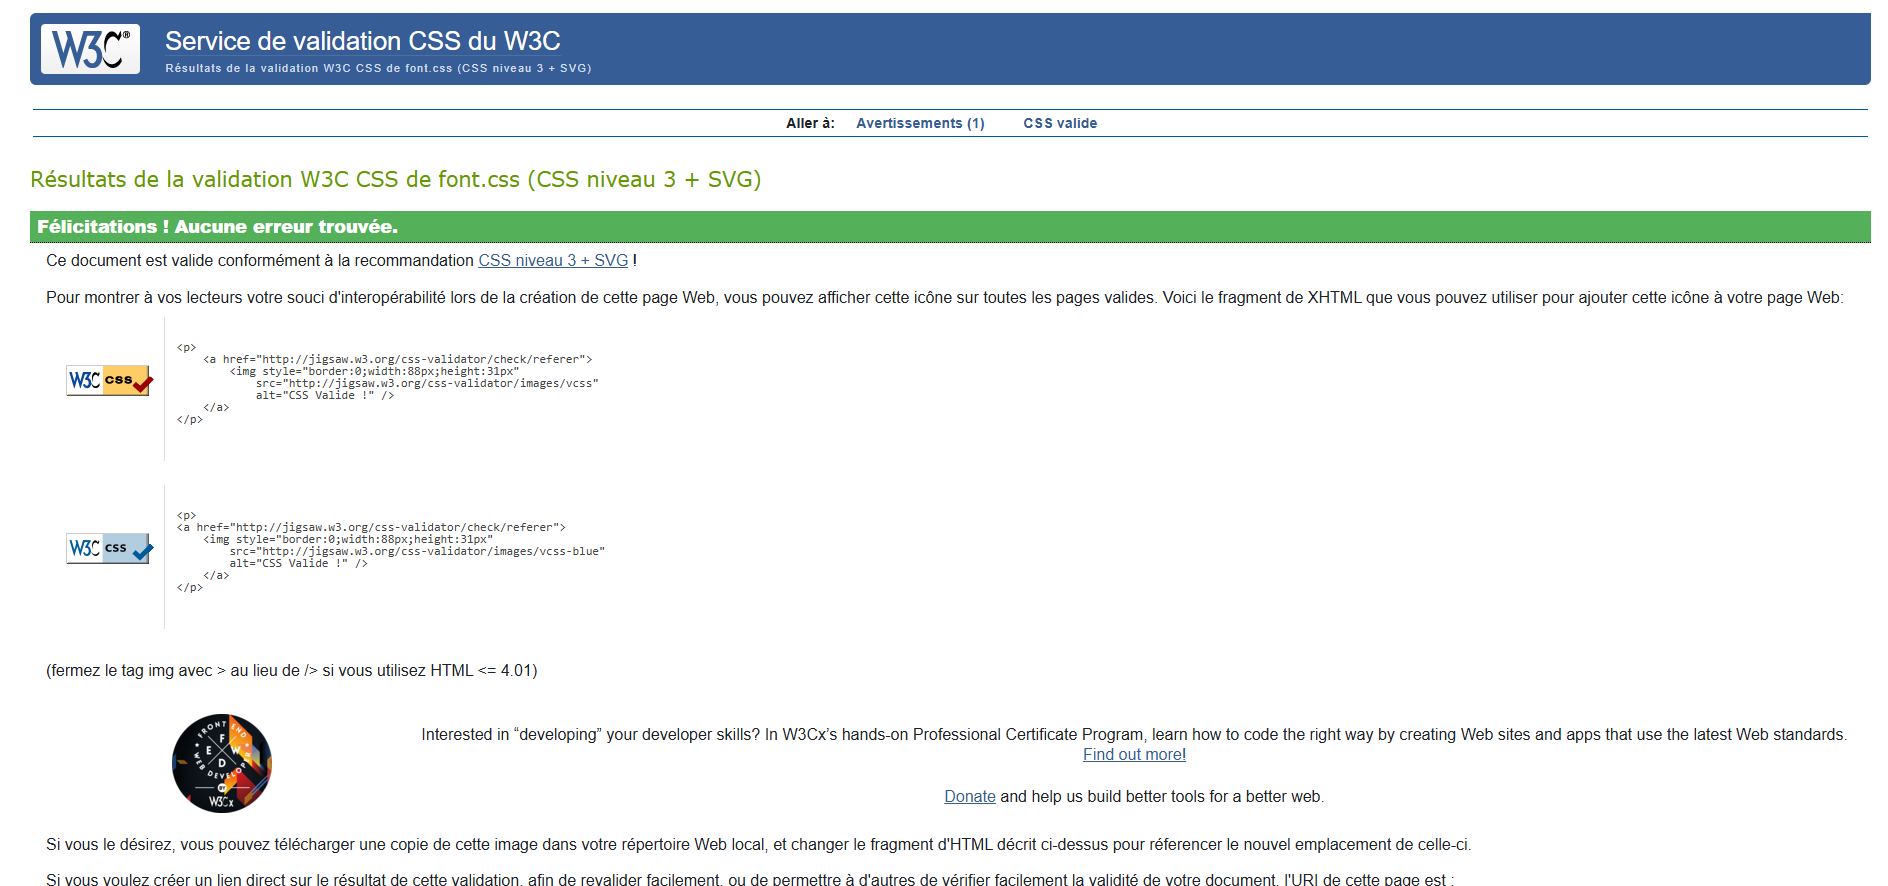 W3C®
Service de validation CSS du W3C
Résultats de la validation W3C CSS de font.css (CSS niveau 3 + SVG)
Aller à: Avertissements (1) CSS valide
Résultats de la validation W3C CSS de font.css (CSS niveau 3 + SVG)
Félicitations ! Aucune erreur trouvée.
Ce document est valide conformément à la recommandation CSS niveau 3 + SVG !
Pour montrer à vos lecteurs votre souci d'interopérabilité lors de la création de cette page Web, vous pouvez afficher cette icône sur toutes les pages valides. Voici le fragment de XHTML que vous pouvez utiliser pour ajouter cette icône à votre page Web:
W3C css
<p>
<a href="http://jigsaw.w3.org/css-validator/check/referer">
<img style="border:0;width:88px;height:31px"
src="http://jigsaw.w3.org/css-validator/images/vcss"
alt="CSS Valide !" />
</a>
</p>
W3C css
<p>
<a href="http://jigsaw.w3.org/css-validator/check/referer">
<img style="border:0;width:88px;height:31px"
src="http://jigsaw.w3.org/css-validator/images/vcss-blue"
alt="CSS Valide !" />
</a>
</p>
(fermez le tag img avec > au lieu de /> si vous utilisez HTML <= 4.01)
FRONT END
F
E W
D
WEB DEVELOPER
BY
W3Cx
Interested in “developing” your developer skills? In W3Cx’s hands-on Professional Certificate Program, learn how to code the right way by creating Web sites and apps that use the latest Web standards.
Find out more!
Donate and help us build better tools for a better web.
Si vous le désirez, vous pouvez télécharger une copie de cette image dans votre répertoire Web local, et changer le fragment d'HTML décrit ci-dessus pour réferencer le nouvel emplacement de celle-ci.
Si vous voulez créer un lien direct sur le résultat de cette validation, afin de revalider facilement, ou de permettre à d'autres de vérifier facilement la validité de votre document, l'URI de cette page est :